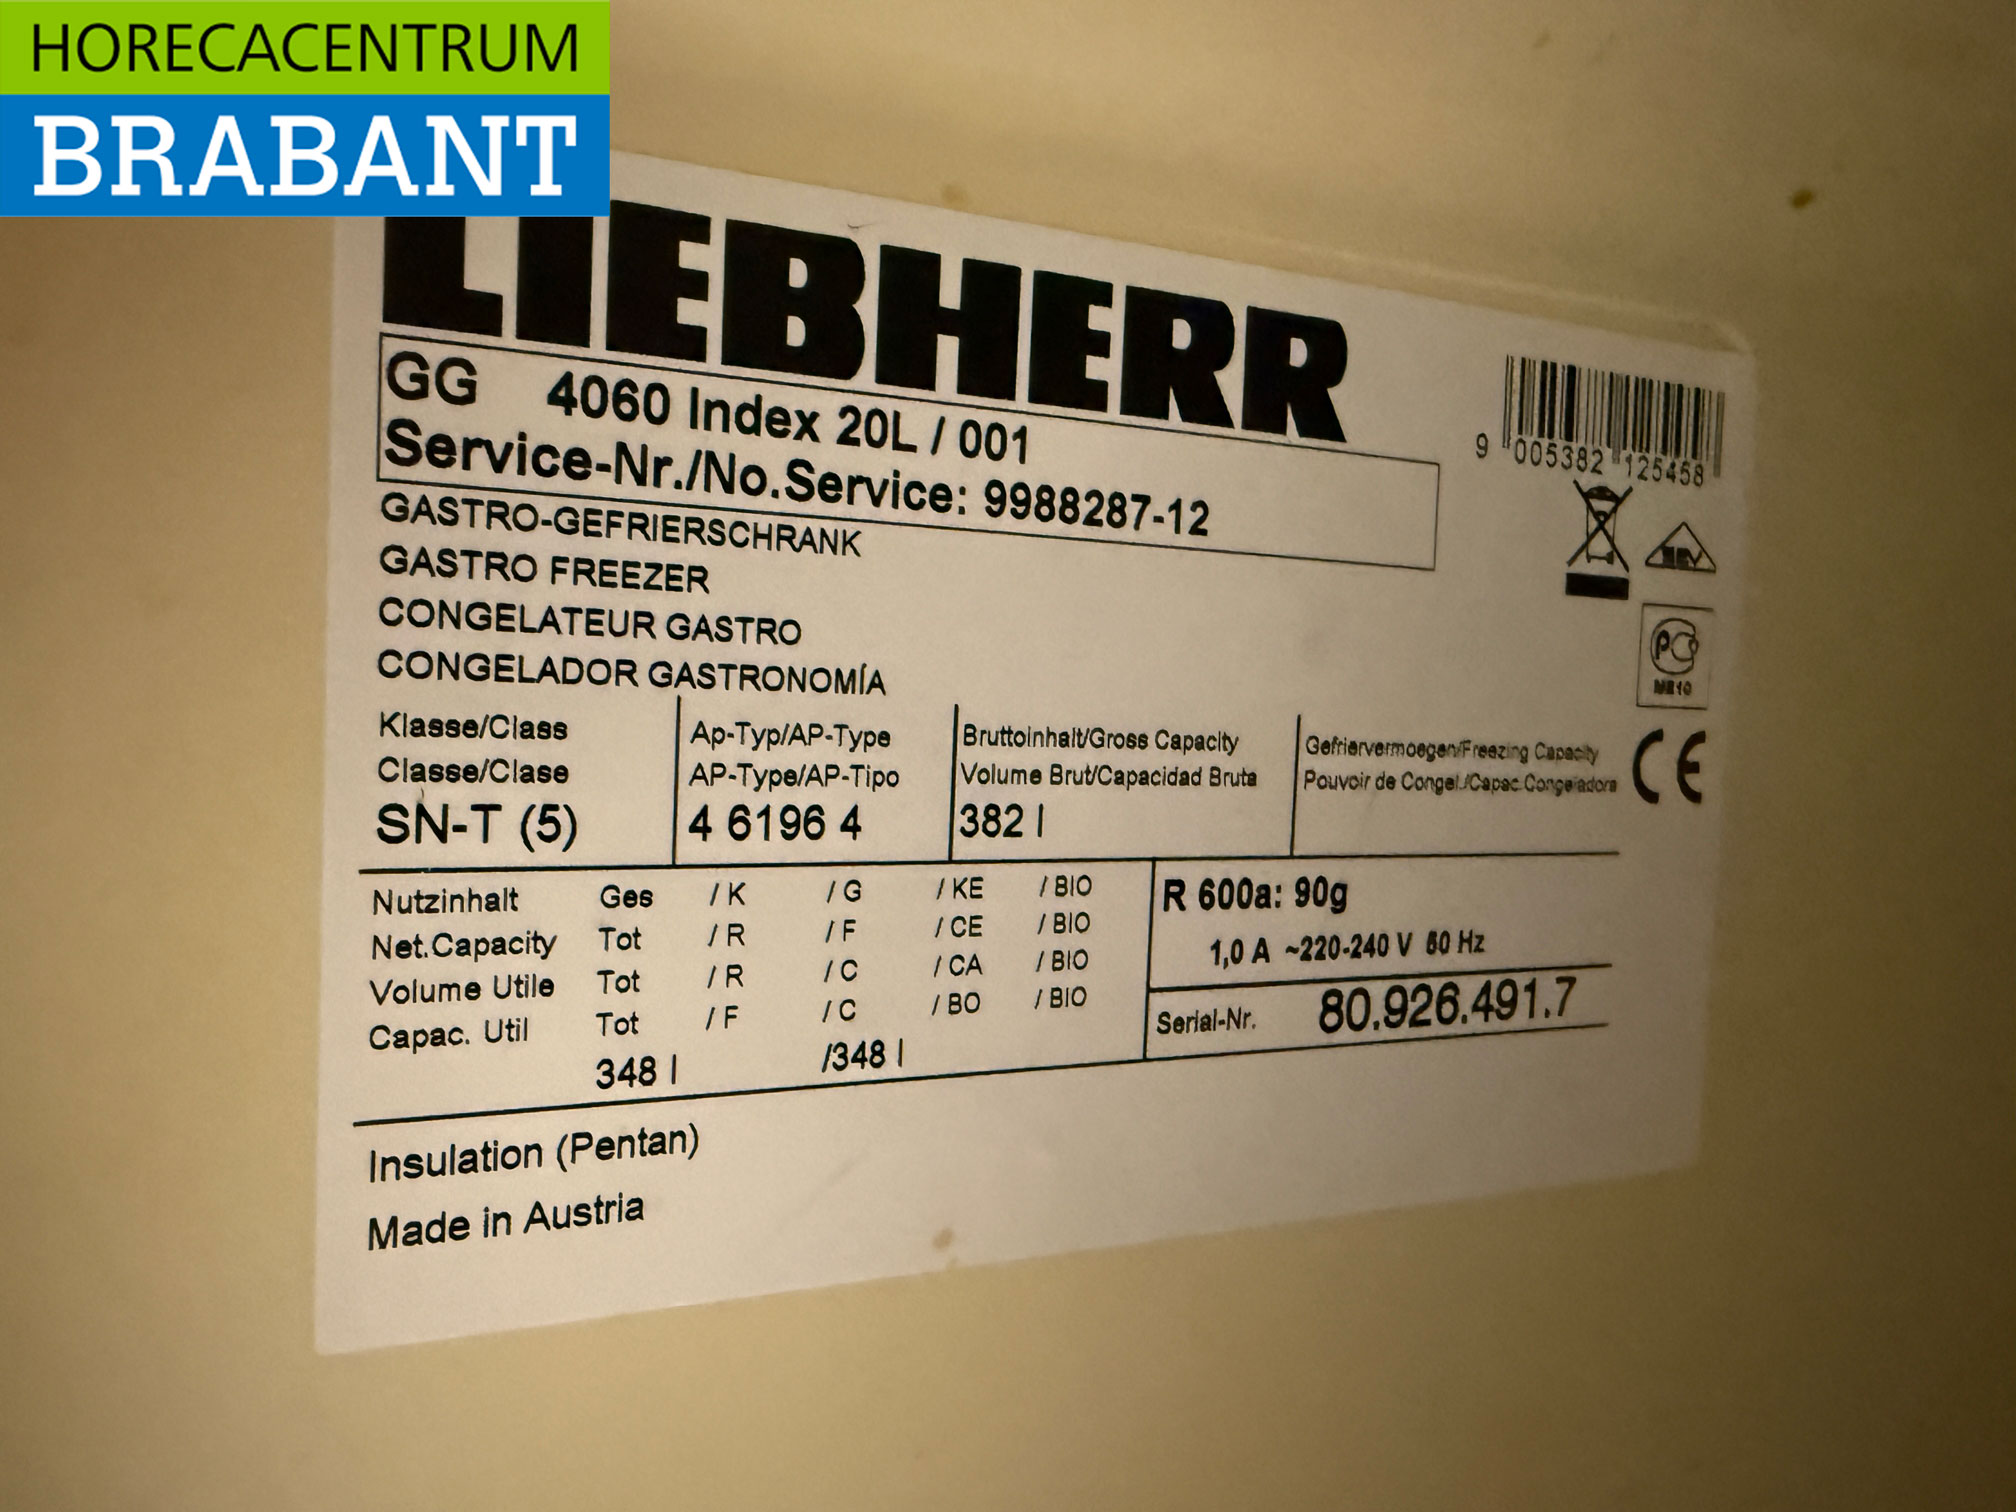 HORECACENTRUM
BRABANT
LIEBHERR
GG 4060 Index 20L / 001
Service-Nr./No.Service: 9988287-12
9 005382 125458
GASTRO-GEFRIERSCHRANK
GASTRO FREEZER
CONGELATEUR GASTRO
CONGELADOR GASTRONOMÍA
Klasse/Class
Classe/Clase
SN-T (5)
Ap-Typ/AP-Type
AP-Type/AP-Tipo
4 6196 4
Bruttoinhalt/Gross Capacity
Volume Brut/Capacidad Bruta
382 l
Gefriervermoegen/Freezing Capacity
Pouvoir de Congel./Capac.Congeladora
CE
Nutzinhalt Ges / K / G / KE / BIO
Net.Capacity Tot / R / F / CE / BIO
Volume Utile Tot / R / C / CA / BIO
Capac. Util Tot / F / C / BO / BIO
348 l /348 l
R 600a: 90g
1,0 A ~220-240 V Hz
Serial-Nr. 80.926.491.7
Insulation (Pentan)
Made in Austria